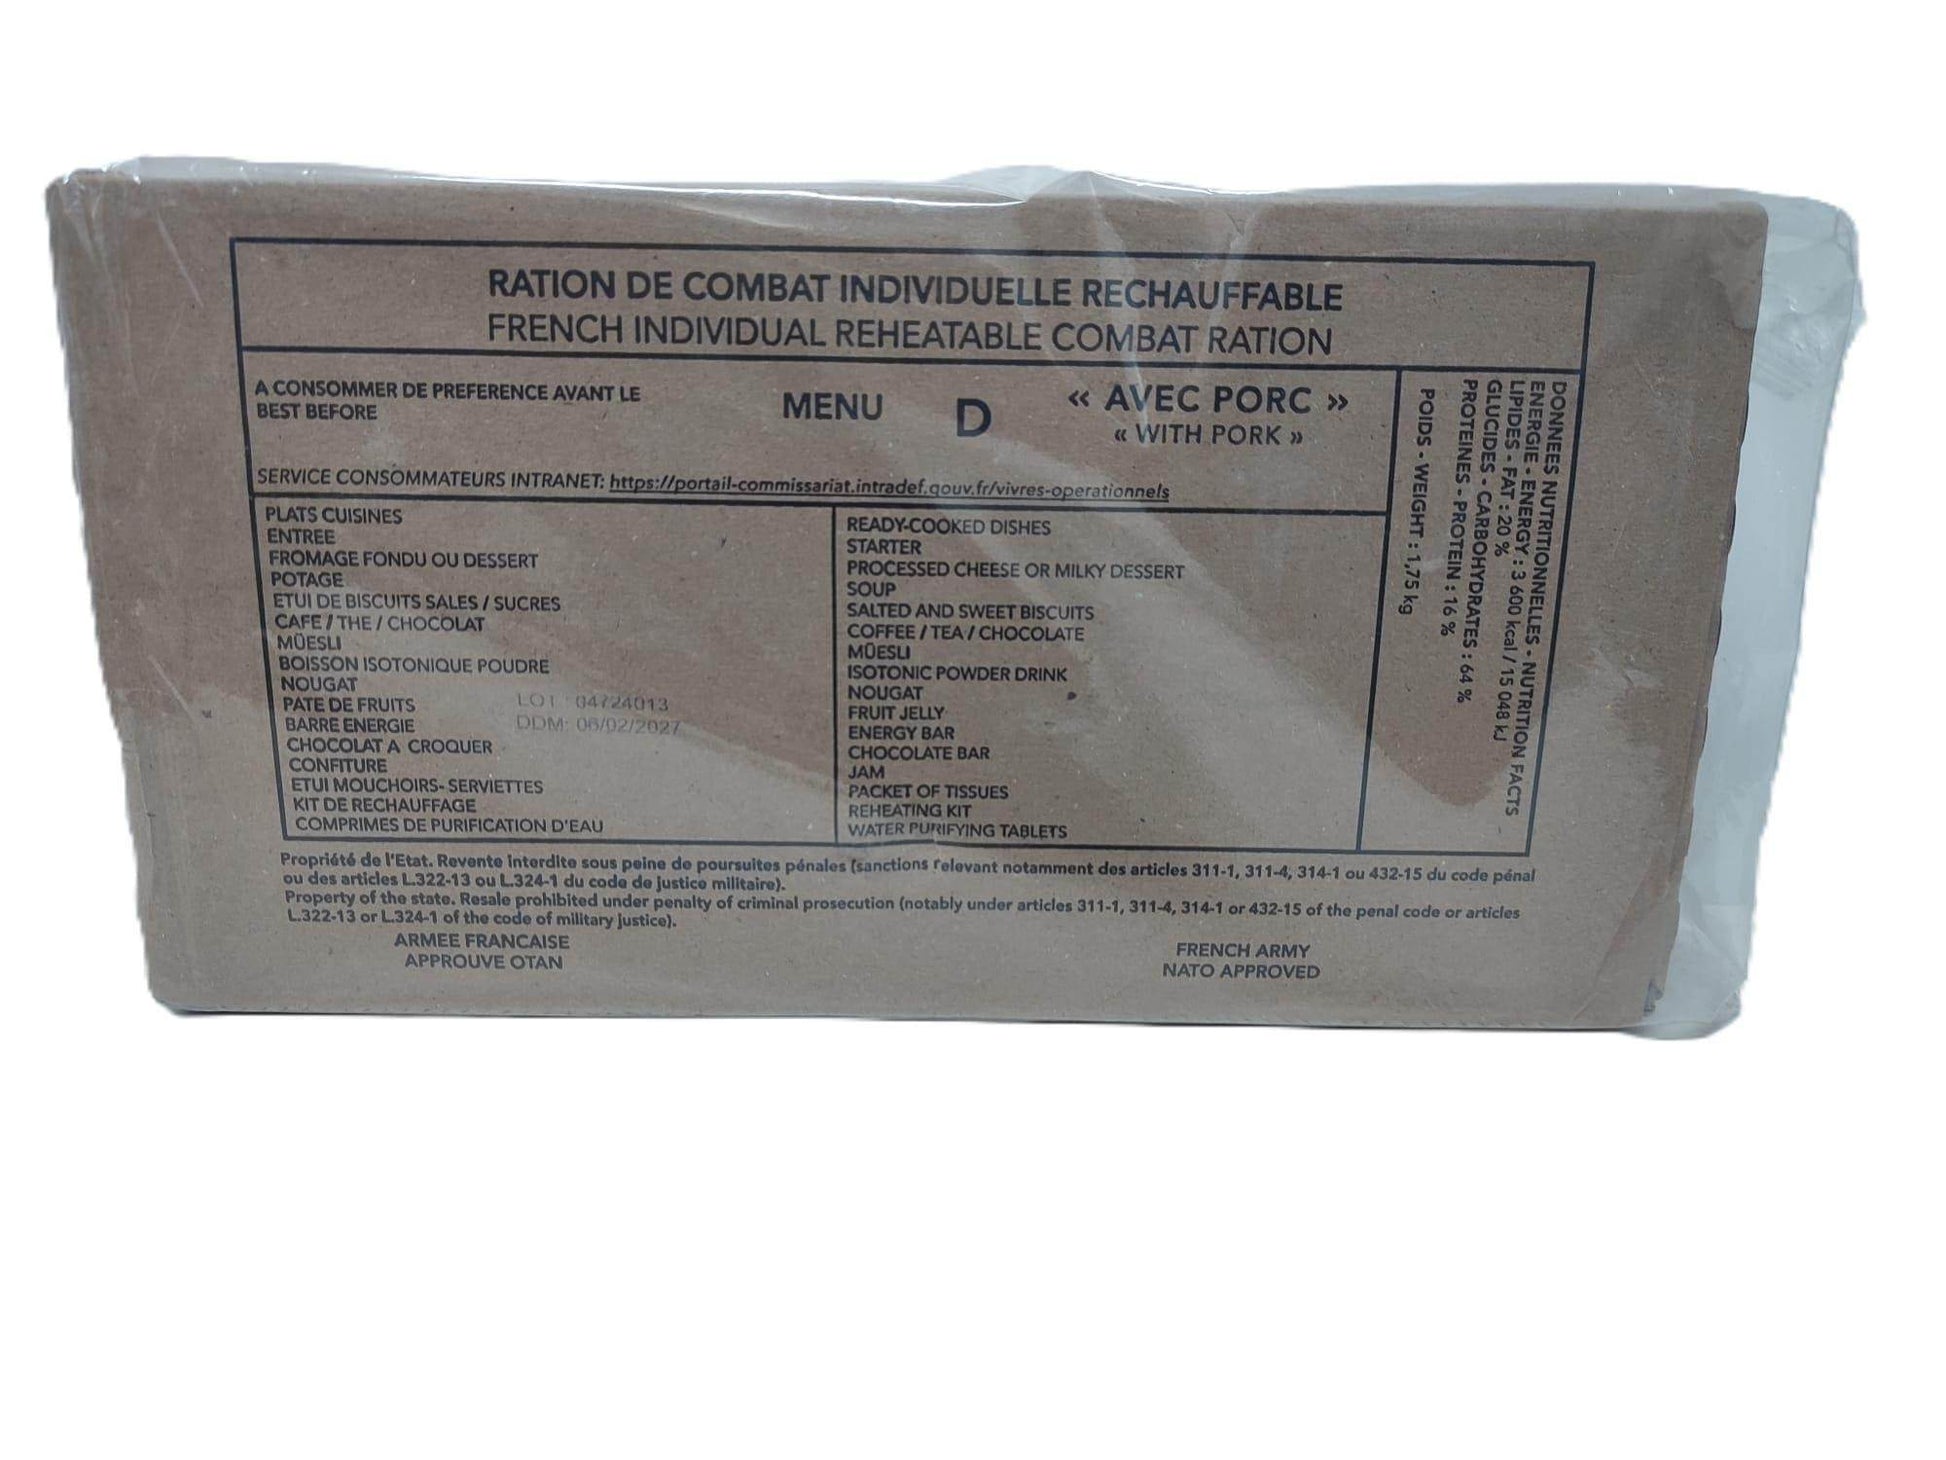 RATION DE COMBAT INDIVIDUELLE RECHAUFFABLE
FRENCH INDIVIDUAL REHEATABLE COMBAT RATION
A CONSOMMER DE PREFERENCE AVANT LE
BEST BEFORE
MENU D « AVEC PORC »
« WITH PORK »
SERVICE CONSOMMATEURS INTRANET: https://portail-commissariat.intradef.gouv.fr/vivres-operationnels
PLATS CUISINES
ENTREE
FROMAGE FONDU OU DESSERT
POTAGE
ETUI DE BISCUITS SALES / SUCRES
CAFE / THE / CHOCOLAT
MÜESLI
BOISSON ISOTONIQUE POUDRE
NOUGAT
PATE DE FRUITS
BARRE ENERGIE
CHOCOLAT A CROQUER
CONFITURE
ETUI MOUCHOIRS- SERVIETTES
KIT DE RECHAUFFAGE
COMPRIMES DE PURIFICATION D'EAU
LOT : 04724013
DDM: 06/02/2027
READY-COOKED DISHES
STARTER
PROCESSED CHEESE OR MILKY DESSERT
SOUP
SALTED AND SWEET BISCUITS
COFFEE / TEA / CHOCOLATE
MÜESLI
ISOTONIC POWDER DRINK
NOUGAT
FRUIT JELLY
ENERGY BAR
CHOCOLATE BAR
JAM
PACKET OF TISSUES
REHEATING KIT
WATER PURIFYING TABLETS
DONNEES NUTRITIONNELLES - NUTRITION FACTS
ENERGIE - ENERGY : 3 600 kcal / 15 048 kJ
LIPIDES - FAT : 20 %
GLUCIDES - CARBOHYDRATES : 64 %
PROTEINES - PROTEIN : 16 %
POIDS - WEIGHT : 1,75 kg
Propriété de l'Etat. Revente interdite sous peine de poursuites pénales (sanctions relevant notamment des articles 311-1, 311-4, 314-1 ou 432-15 du code pénal
ou des articles L.322-13 ou L.324-1 du code de justice militaire).
Property of the state. Resale prohibited under penalty of criminal prosecution (notably under articles 311-1, 311-4, 314-1 or 432-15 of the penal code or articles
L.322-13 or L.324-1 of the code of military justice).
ARMEE FRANCAISE
APPROUVE OTAN
FRENCH ARMY
NATO APPROVED